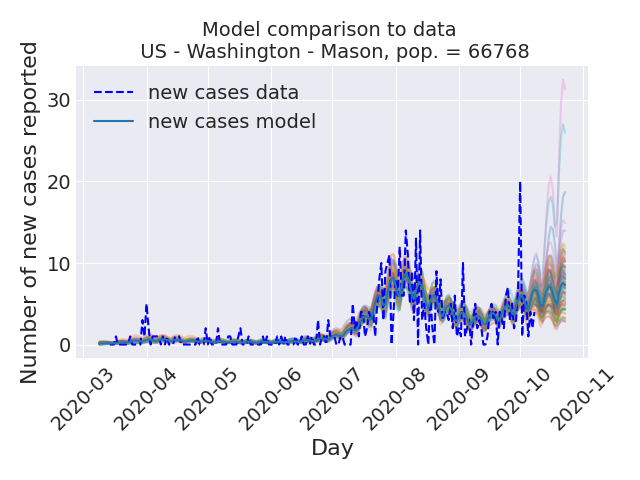 Model comparison to data
US - Washington - Mason, pop. = 66768
Number of new cases reported
30
20
10
0
new cases data
new cases model
2020-03
2020-04
2020-05
2020-06
2020-07
2020-08
2020-09
2020-10
2020-11
Day